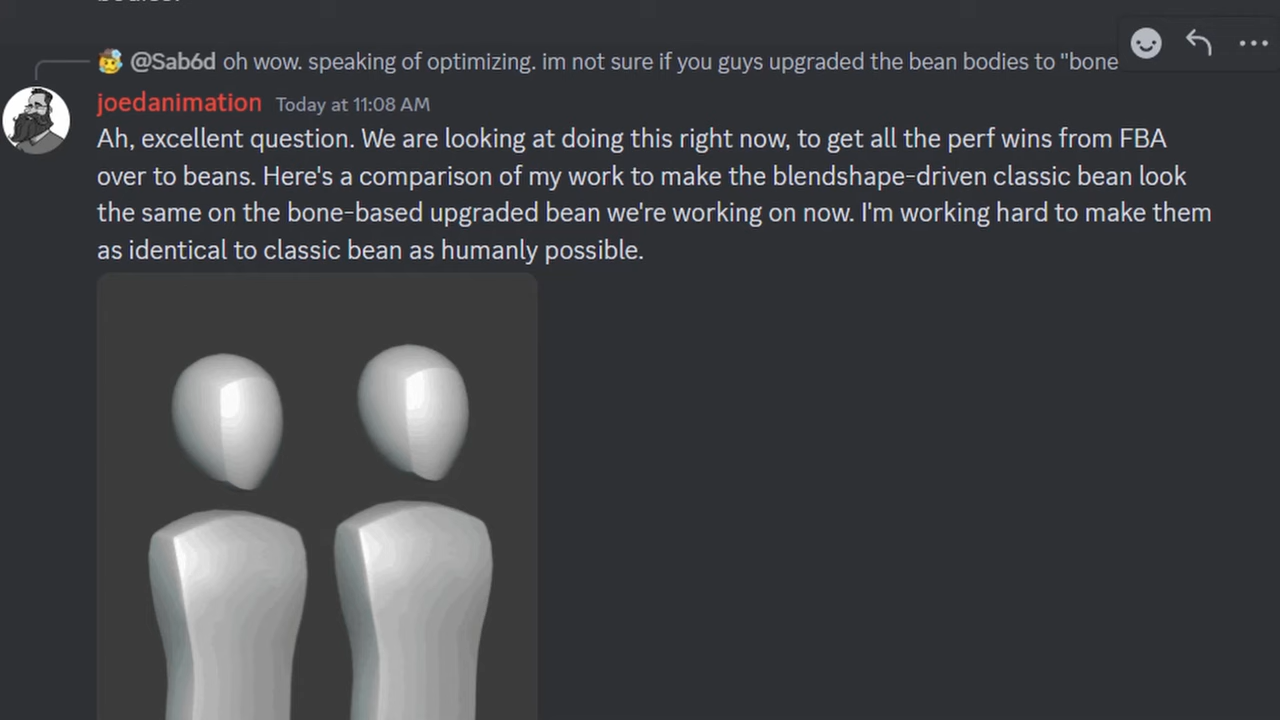 bodies.
@Sab6d oh wow. speaking of optimizing. im not sure if you guys upgraded the bean bodies to "bone
joedanimation Today at 11:08 AM
Ah, excellent question. We are looking at doing this right now, to get all the perf wins from FBA
over to beans. Here's a comparison of my work to make the blendshape-driven classic bean look
the same on the bone-based upgraded bean we're working on now. I'm working hard to make them
as identical to classic bean as humanly possible.